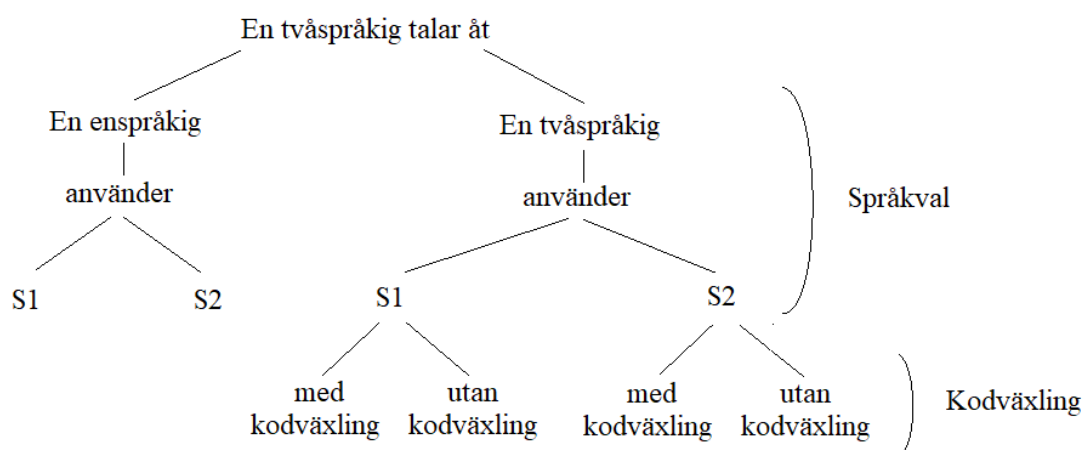 En tvåspråkig talar åt
En enspråkig
En tvåspråkig
använder
använder
Språkval
S1
S2
S1
S2
med
kodväxling
utan
kodväxling
med
kodväxling
utan
kodväxling
Kodväxling